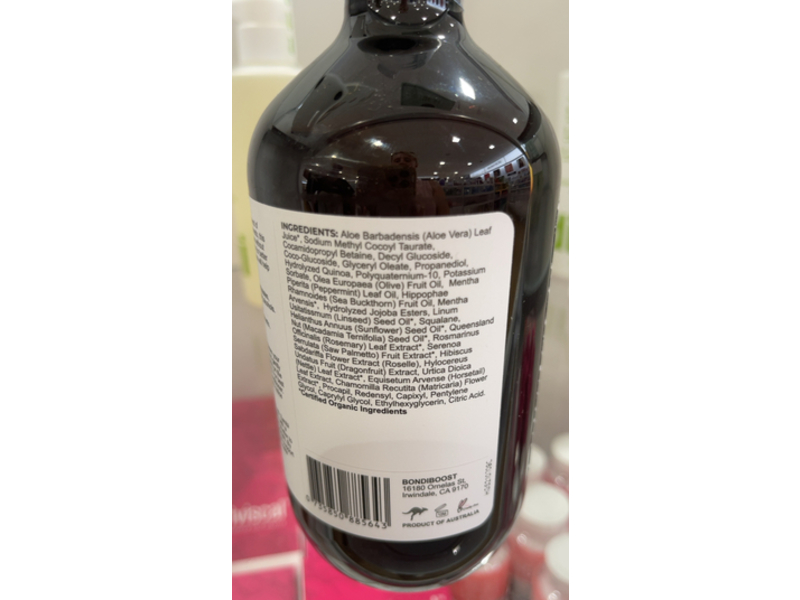 INGREDIENTS: Aloe Barbadensis (Aloe Vera) Leaf
Juice*, Sodium Methyl Cocoyl Taurate,
Cocamidopropyl Betaine, Decyl Glucoside,
Coco-Glucoside, Glyceryl Oleate, Propanediol,
Hydrolyzed Quinoa, Polyquaternium-10, Potassium
Sorbate, Olea Europaea (Olive) Fruit Oil, Mentha
Piperita (Peppermint) Leaf Oil, Hippophae
Rhamnoides (Sea Buckthorn) Fruit Oil, Mentha
Arvensis*, Hydrolyzed Jojoba Esters, Linum
Usitatissmum (Linseed) Seed Oil*, Squalane,
Helianthus Annuus (Sunflower) Seed Oil*, Queensland
Nut (Macadamia Ternifolia) Seed Oil*, Rosmarinus
Officinalis (Rosemary) Leaf Extract*, Serenoa
Serrulata (Saw Palmetto) Fruit Extract*, Hibiscus
Sabdariffa Flower Extract (Roselle), Hylocereus
Undatus Fruit (Dragonfruit) Extract, Urtica Dioica
(Nettle) Leaf Extract*, Equisetum Arvense (Horsetail)
Leaf Extract, Chamomilla Recutita (Matricaria) Flower
Extract*, Procapil, Redensyl, Capixyl, Pentylene
Glycol, Caprylyl Glycol, Ethylhexyglycerin, Citric Acid.
*Certified Organic Ingredients
BONDIBOOST
16180 Ornelas St,
Irwindale, CA 9170
PRODUCT OF AUSTRALIA
735850 885643